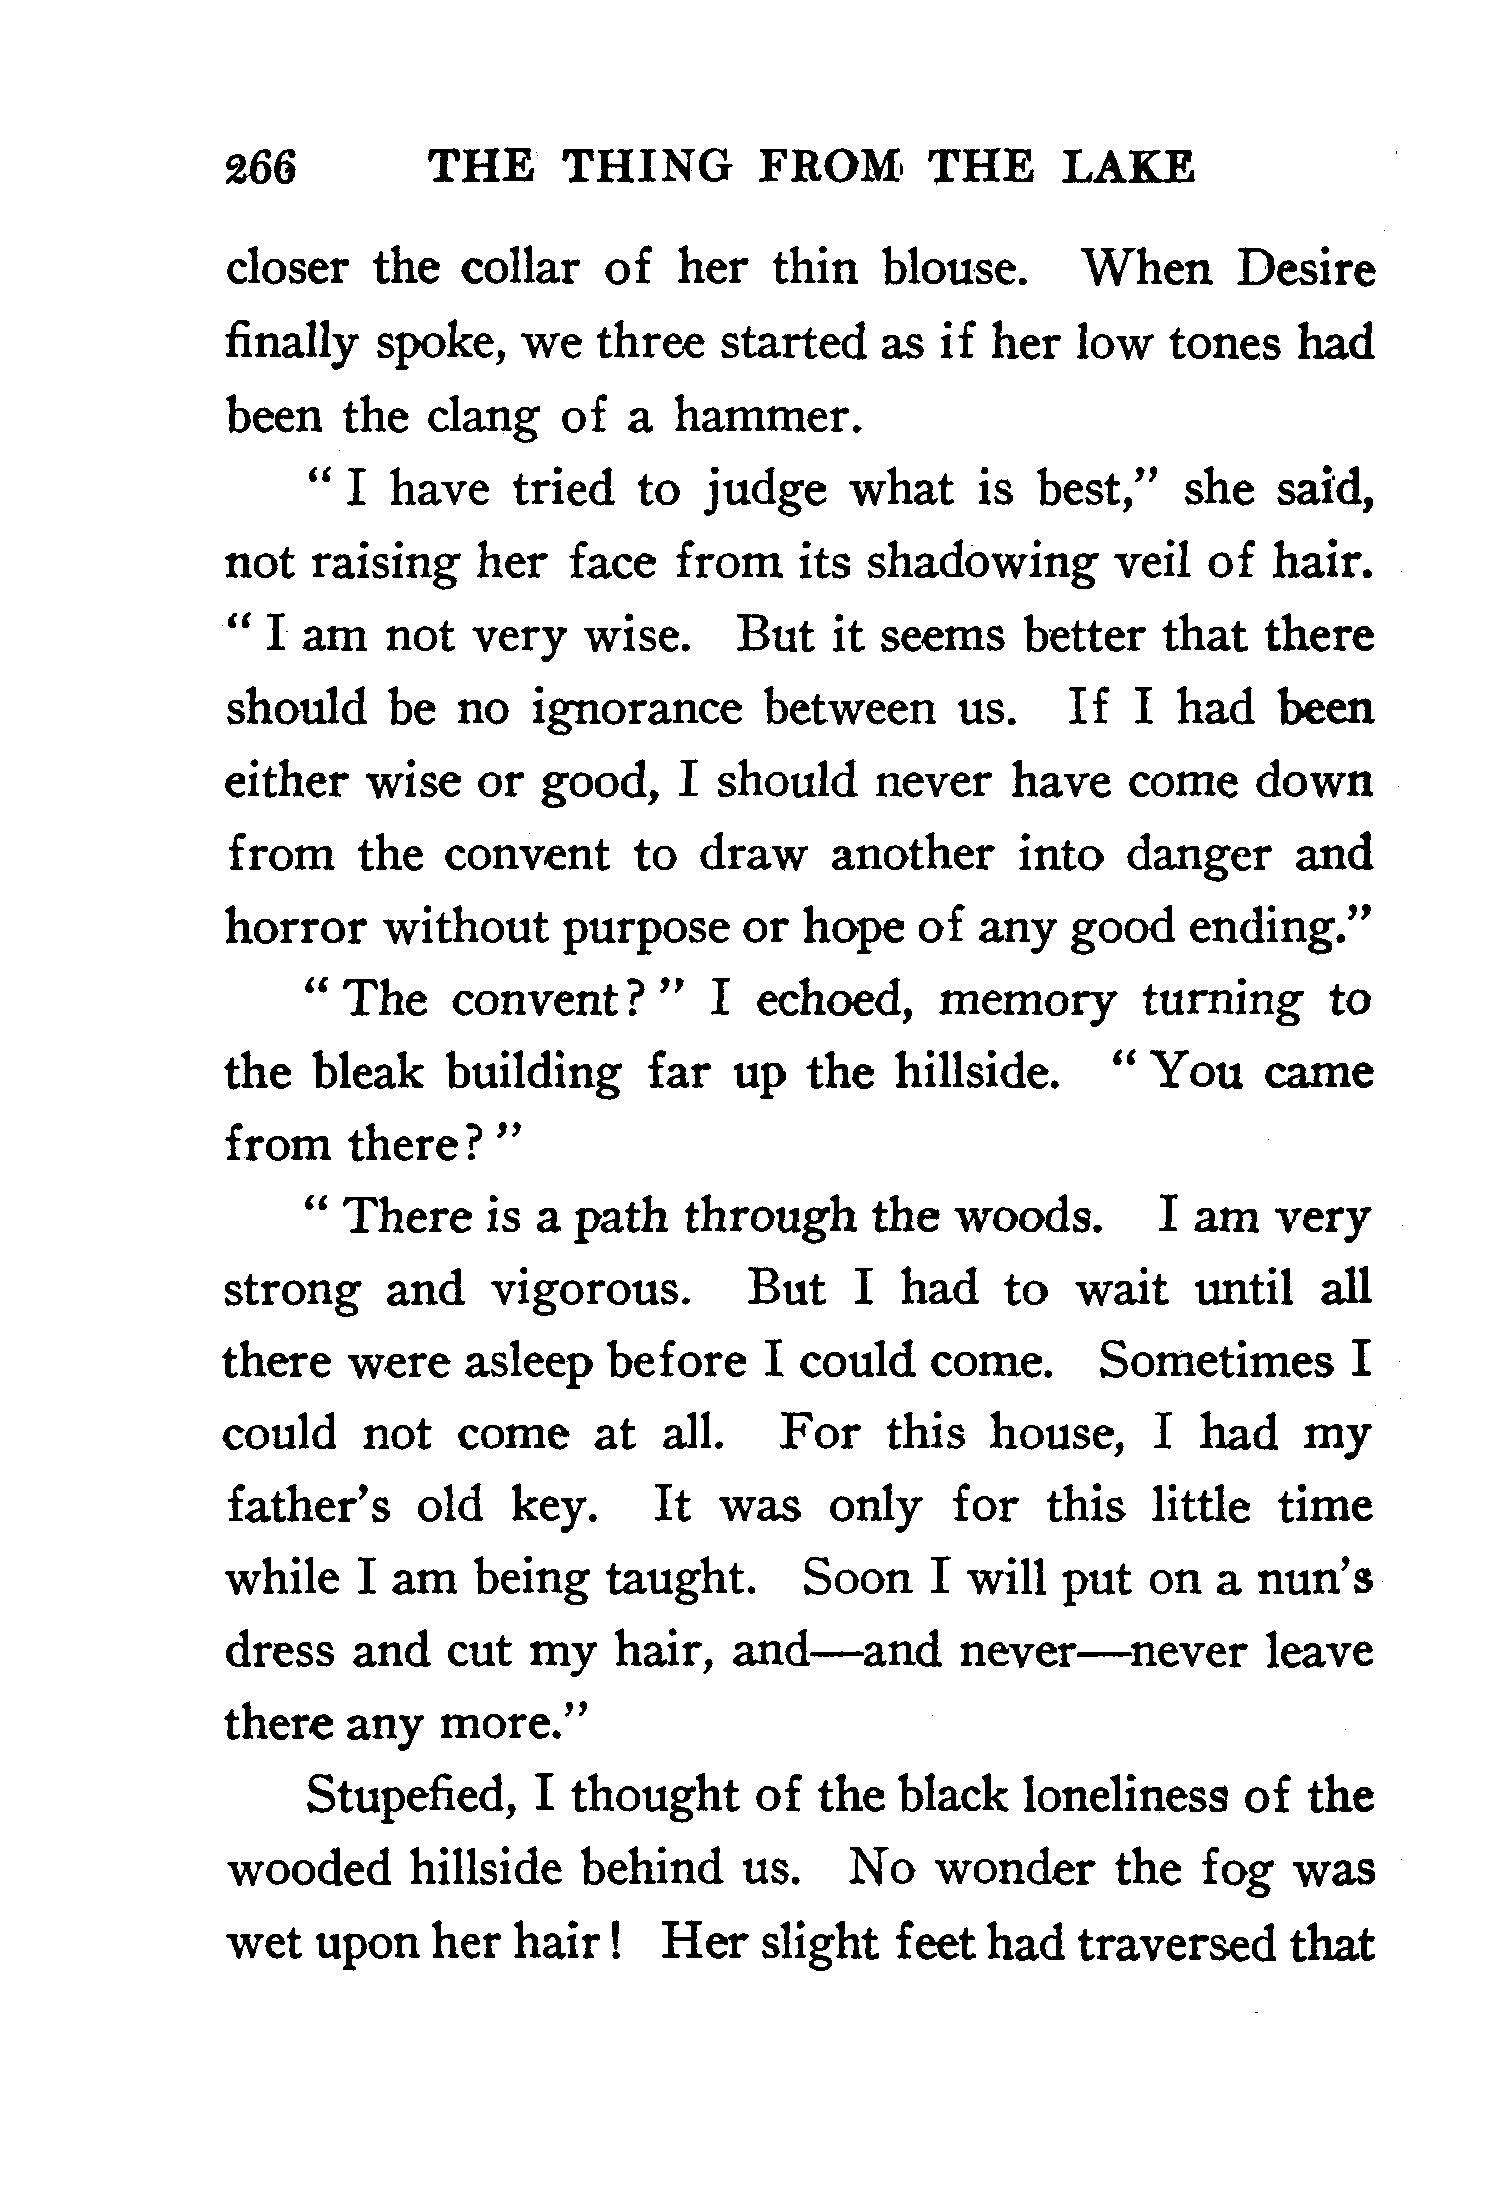 266 THE THING FROM THE LAKE
closer the collar of her thin blouse. When Desire
finally spoke, we three started as if her low tones had
been the clang of a hammer.
“ I have tried to judge what is best,” she said,
not raising her face from its shadowing veil of hair.
“ I am not very wise. But it seems better that there
should be no ignorance between us. If I had been
either wise or good, I should never have come down
from the convent to draw another into danger and
horror without purpose or hope of any good ending.”
“ The convent? ” I echoed, memory turning to
the bleak building far up the hillside. “ You came
from there? ”
“ There is a path through the woods. I am very
strong and vigorous. But I had to wait until all
there were asleep before I could come. Sometimes I
could not come at all. For this house, I had my
father’s old key. It was only for this little time
while I am being taught. Soon I will put on a nun’s
dress and cut my hair, and—and never—never leave
there any more.”
Stupefied, I thought of the black loneliness of the
wooded hillside behind us. No wonder the fog was
wet upon her hair! Her slight feet had traversed that